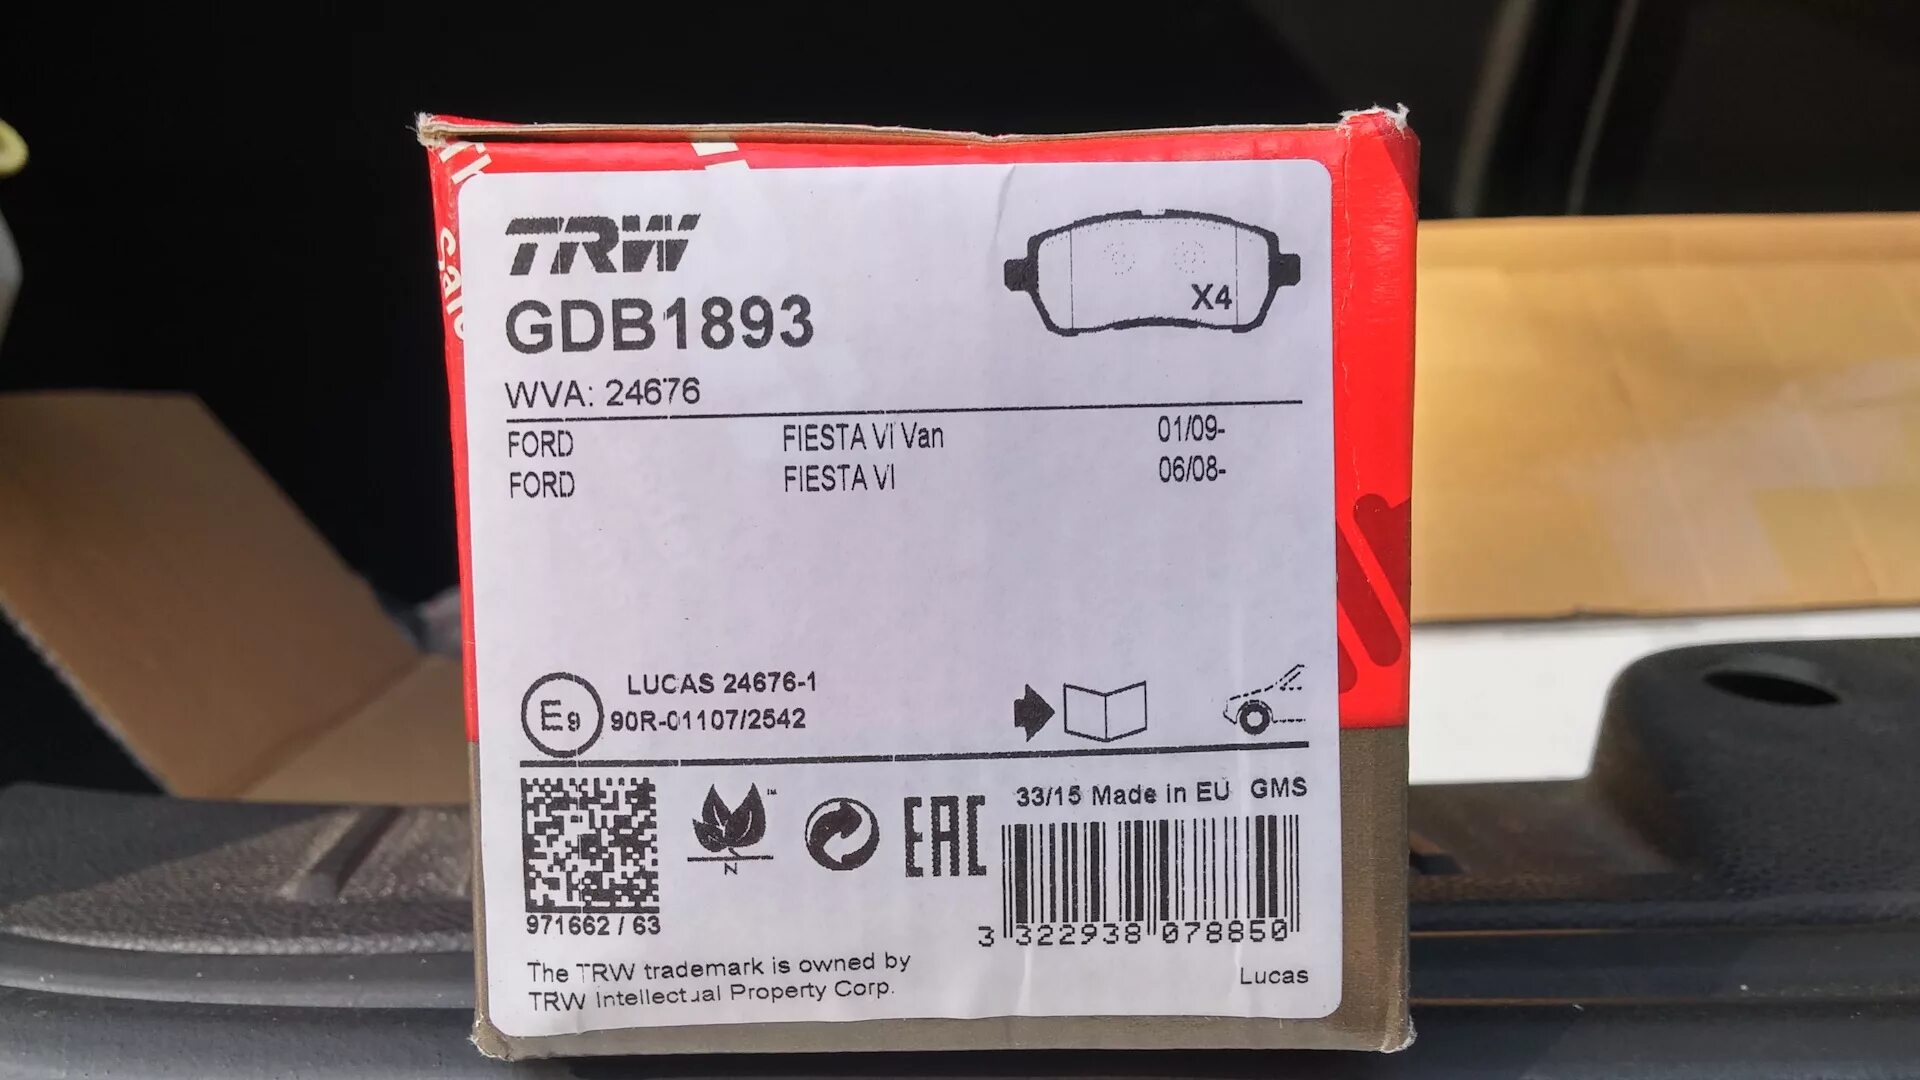 TRW
GDB1893
X4
WVA: 24676
FORD FIESTA VI Van 01/09-
FORD FIESTA VI 06/08-
LUCAS 24676-1
E9 90R-01107/2542
33/15 Made in EU GMS
N
TM
EAC
971662 / 63
3 322938 078850
The TRW trademark is owned by
TRW Intellectual Property Corp.
Lucas